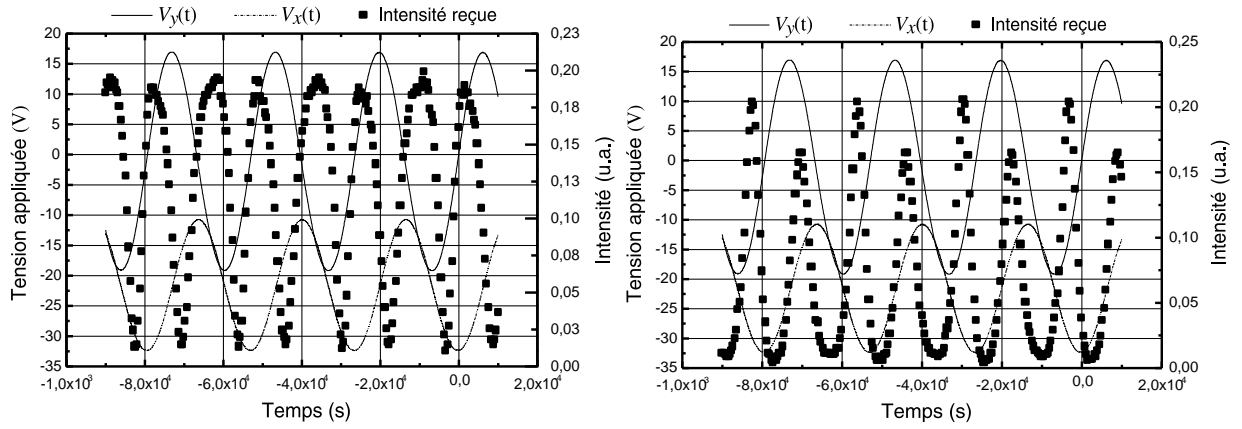 V_y(t) V_x(t) Intensité reçue
20 15 10 5 0 -5 -10 -15 -20 -25 -30 -35
Tension appliquée (V)
0,23 0,20 0,18 0,15 0,13 0,10 0,08 0,05 0,03 0,00
Intensité (u.a.)
-1,0x10³ -8,0x10⁴ -6,0x10⁴ -4,0x10⁴ -2,0x10⁴ 0,0 2,0x10⁴
Temps (s)
V_y(t) V_x(t) Intensité reçue
20 15 10 5 0 -5 -10 -15 -20 -25 -30 -35
Tension appliquée (V)
0,25 0,20 0,15 0,10 0,05 0,00
Intensité (u.a.)
-1,0x10³ -8,0x10⁴ -6,0x10⁴ -4,0x10⁴ -2,0x10⁴ 0,0 2,0x10⁴
Temps (s)